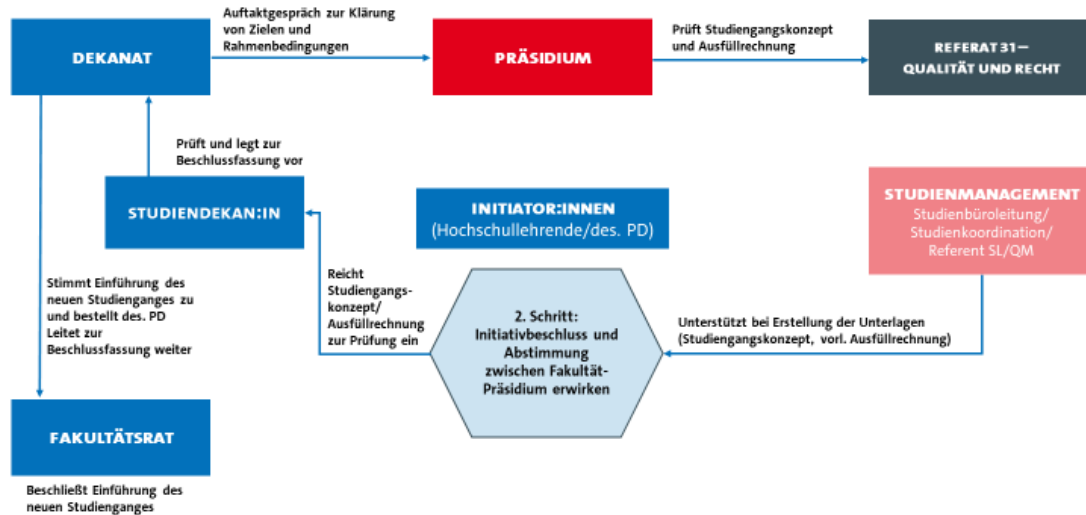 Auftaktgespräch zur Klärung
von Zielen und
Rahmenbedingungen
DEKANAT
PRÄSIDIUM
Prüft Studiengangskonzept
und Ausfüllrechnung
REFERAT 31—
QUALITÄT UND RECHT
Prüft und legt zur
Beschlussfassung vor
STUDIENDEKAN:IN
INITIATOR:INNEN
(Hochschullehrende/des. PD)
STUDIENMANAGEMENT
Studienbüroleitung/
Studienkoordination/
Referent SL/QM
Stimmt Einführung des
neuen Studienganges zu
und bestellt des. PD
Leitet zur
Beschlussfassung weiter
Reicht
Studiengangs-
konzept/
Ausfüllrechnung
zur Prüfung ein
2. Schritt:
Initiativbeschluss und
Abstimmung
zwischen Fakultät-
Präsidium erwirken
Unterstützt bei Erstellung der Unterlagen
(Studiengangskonzept, vorl. Ausfüllrechnung)
FAKULTÄTSRAT
Beschließt Einführung des
neuen Studienganges